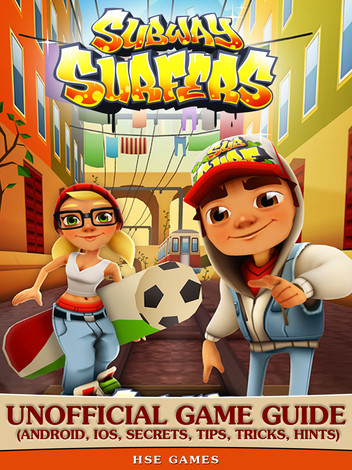 SUBWAY
SURFERS
UNOFFICIAL GAME GUIDE
(ANDROID, IOS, SECRETS, TIPS, TRICKS, HINTS)
HSE GAMES